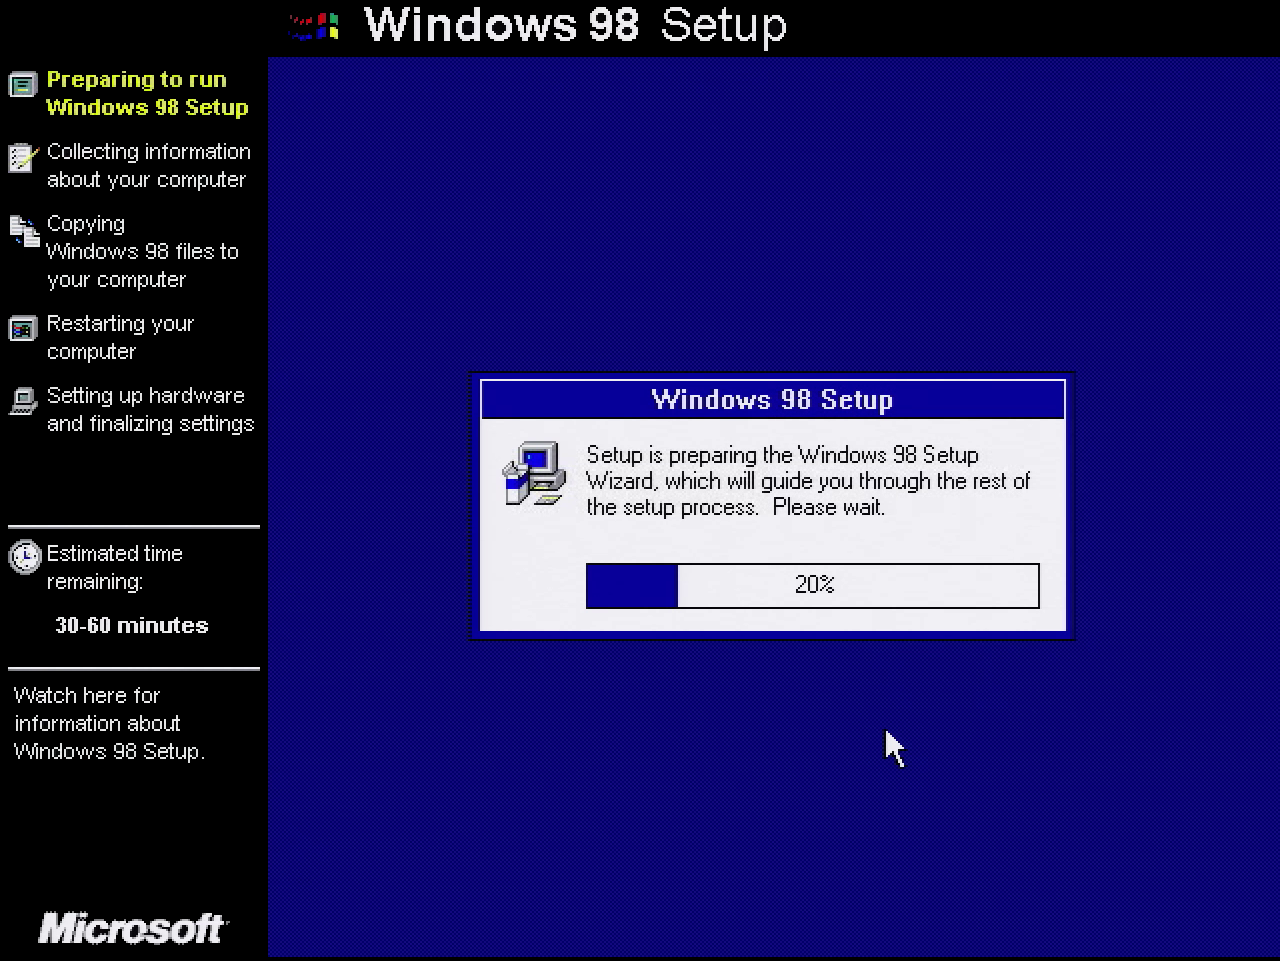 Windows 98 Setup
Preparing to run
Windows 98 Setup
Collecting information
about your computer
Copying
Windows 98 files to
your computer
Restarting your
computer
Setting up hardware
and finalizing settings
Estimated time
remaining:
30-60 minutes
Watch here for
information about
Windows 98 Setup.
Microsoft
Windows 98 Setup
Setup is preparing the Windows 98 Setup
Wizard, which will guide you through the rest of
the setup process.  Please wait.
20%